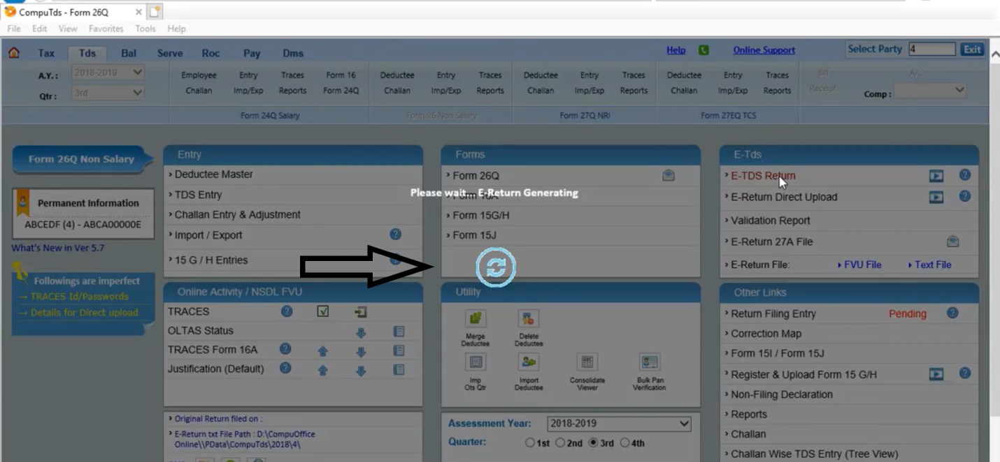 CompuTds - Form 26Q
File Edit View Favorites Tools Help
Tax Tds Bal Serve Roc Pay Dms Help Online Support Select Party 4 Exit
A.Y. : 2018-2019 Employee Entry Traces Form 16 Deductee Entry Traces Deductee Entry Traces Deductee Entry Traces Bill A/c
Qtr : 3rd Challan Imp/Exp Reports Form 24Q Challan Imp/Exp Reports Challan Imp/Exp Reports Challan Imp/Exp Reports Receipt Comp :
Form 24Q Salary Form 26 Non Salary Form 27Q NRI Form 27EQ TCS
Form 26Q Non Salary
Permanent Information
ABCEDF (4) - ABCA00000E
What's New in Ver 5.7
Followings are imperfect
→ TRACES Id/Passwords
→ Details for Direct upload
Entry
› Deductee Master
› TDS Entry
› Challan Entry & Adjustment
› Import / Export
› 15 G / H Entries
Forms
› Form 26Q
Please wait... E-Return Generating
› Form 15G/H
› Form 15J
E-Tds
› E-TDS Return
› E-Return Direct Upload
› Validation Report
› E-Return 27A File
› E-Return File: FVU File Text File
Online Activity / NSDL FVU
TRACES
OLTAS Status
TRACES Form 16A
Justification (Default)
Utility
Merge Deductee
Delete Deductee
Imp Ots Qtr
Import Deductee
Consolidate Viewer
Bulk Pan Verification
Other Links
› Return Filing Entry Pending
› Correction Map
› Form 15I / Form 15J
› Register & Upload Form 15 G/H
› Non-Filing Declaration
› Reports
› Challan
› Challan Wise TDS Entry (Tree View)
› Original Return filed on :
› E-Return txt File Path : D:\CompuOffice
Online\\PData\CompuTds\2018\4\
Assessment Year: 2018-2019
Quarter: 1st 2nd 3rd 4th